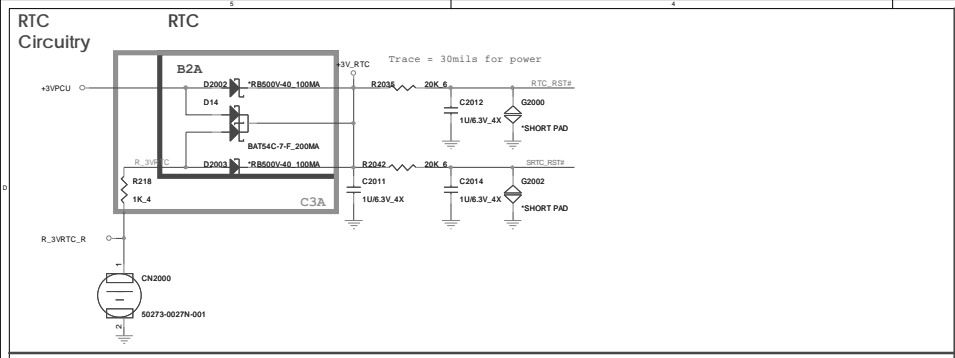 5
4
RTC
Circuitry
RTC
+3V_RTC
Trace = 30mils for power
B2A
D2002
*RB500V-40_100MA
R2035
20K_6
RTC_RST#
+3VPCU
D14
C2012
G2000
1U/6.3V_4X
*SHORT PAD
BAT54C-7-F_200MA
R_3VRTC
D2003
*RB500V-40_100MA
R2042
20K_6
SRTC_RST#
R218
C2011
C2014
G2002
D
1K_4
1U/6.3V_4X
1U/6.3V_4X
C3A
*SHORT PAD
R_3VRTC_R
1
CN2000
50273-0027N-001
2